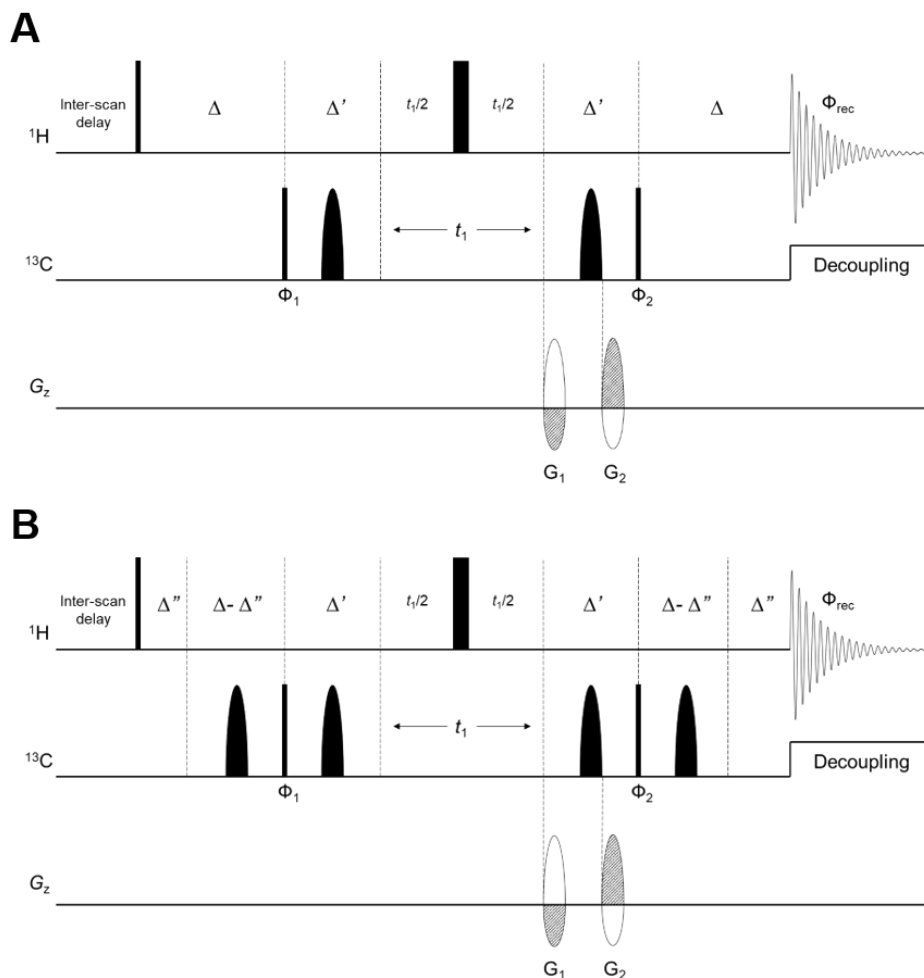 A
Inter-scan
delay
Δ
Δ'
t₁/2
t₁/2
Δ'
Δ
Φrec
¹H
t₁
¹³C
Decoupling
Φ₁
Φ₂
Gz
G₁
G₂
B
Inter-scan
delay
Δ"
Δ- Δ"
Δ'
t₁/2
t₁/2
Δ'
Δ- Δ"
Δ"
Φrec
¹H
t₁
¹³C
Decoupling
Φ₁
Φ₂
Gz
G₁
G₂